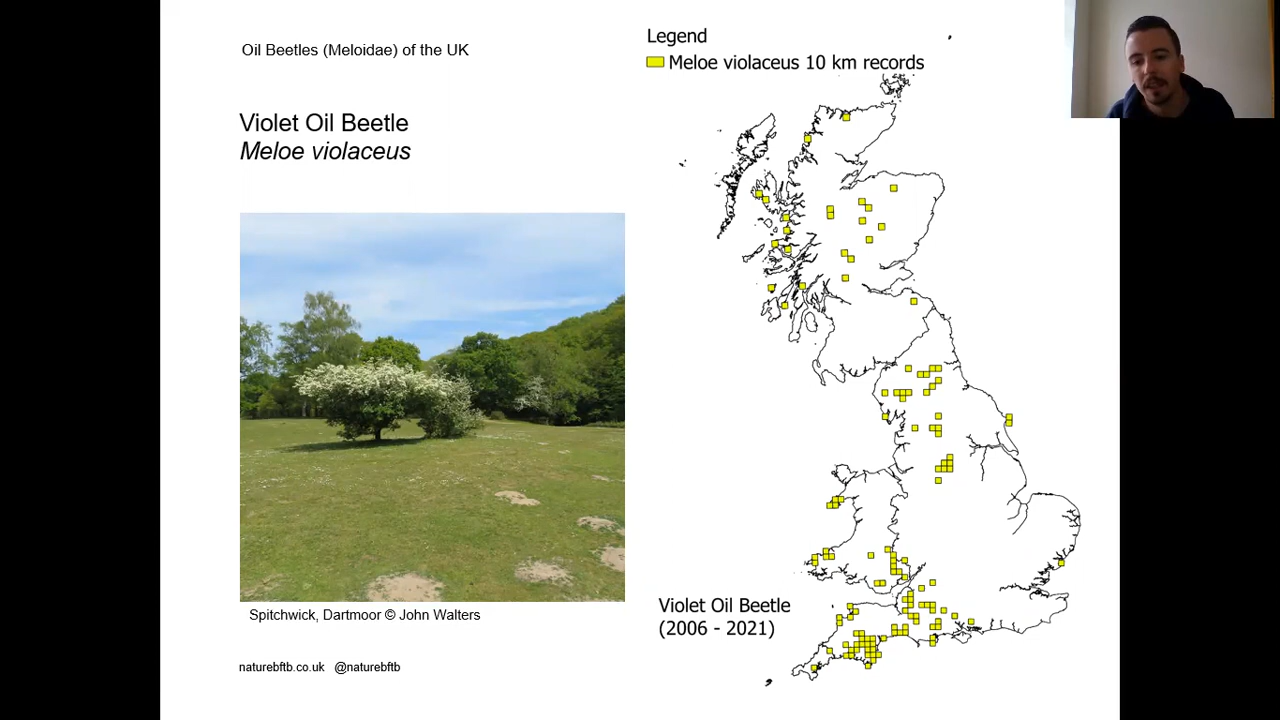 Oil Beetles (Meloidae) of the UK
Violet Oil Beetle
Meloe violaceus
Spitchwick, Dartmoor © John Walters
naturebftb.co.uk @naturebftb
Legend
Meloe violaceus 10 km records
Violet Oil Beetle
(2006 - 2021)